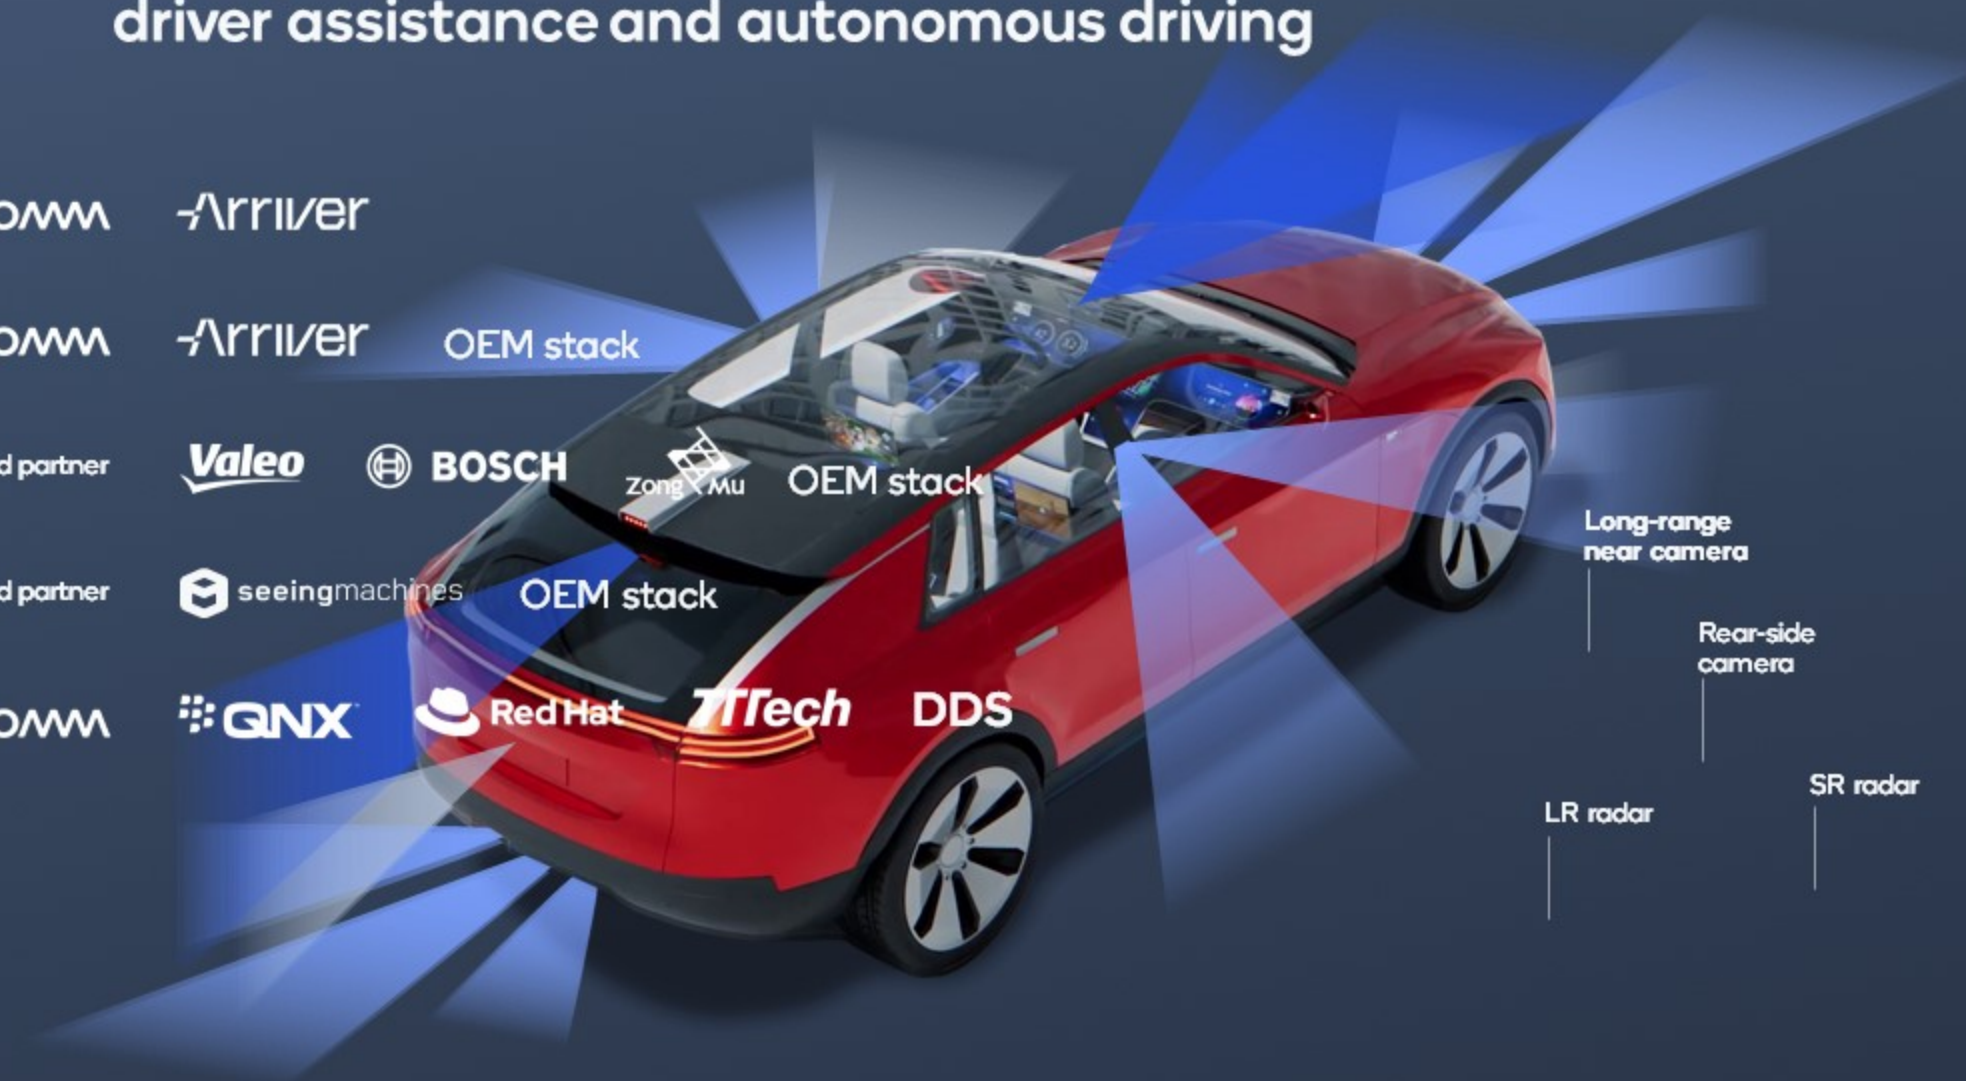 driver assistance and autonomous driving
Arriver
Arriver OEM stack
d partner Valeo BOSCH Zong Mu OEM stack
d partner seeingmachines OEM stack
QNX Red Hat TTTech DDS
Long-range
near camera
Rear-side
camera
SR radar
LR radar